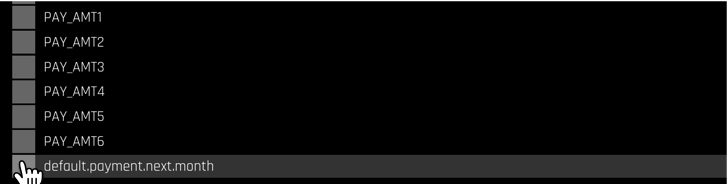 PAY_AMT1
PAY_AMT2
PAY_AMT3
PAY_AMT4
PAY_AMT5
PAY_AMT6
default.payment.next.month